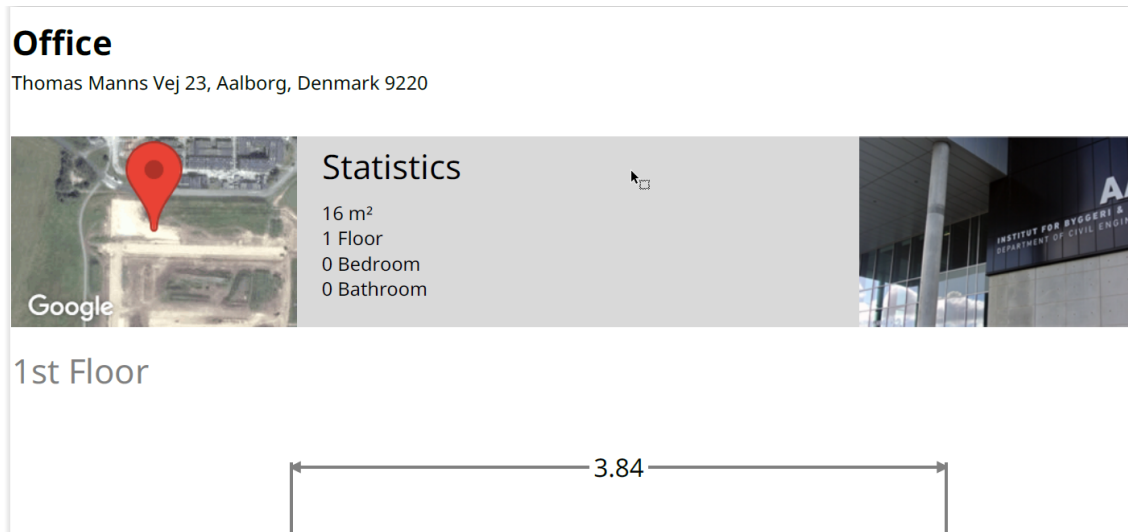 Office
Thomas Manns Vej 23, Aalborg, Denmark 9220
Statistics
16 m²
1 Floor
0 Bedroom
0 Bathroom
Google
INSTITUT FOR BYGGERI &
DEPARTMENT OF CIVIL
1st Floor
3.84